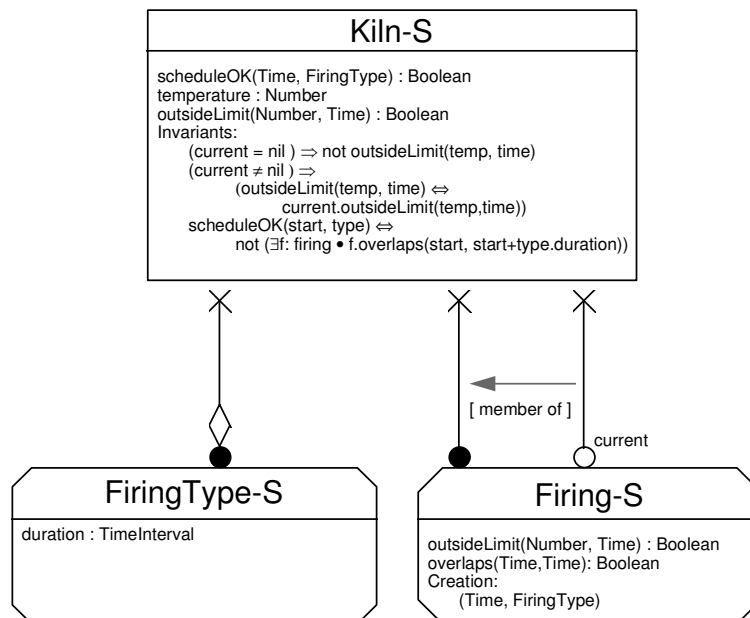 Kiln-S
scheduleOK(Time, FiringType) : Boolean
temperature : Number
outsideLimit(Number, Time) : Boolean
Invariants:
(current = nil ) ⇒ not outsideLimit(temp, time)
(current ≠ nil ) ⇒
(outsideLimit(temp, time) ⇔
current.outsideLimit(temp,time))
scheduleOK(start, type) ⇔
not (∃f: firing • f.overlaps(start, start+type.duration))
[ member of ]
current
FiringType-S
duration : TimeInterval
Firing-S
outsideLimit(Number, Time) : Boolean
overlaps(Time,Time): Boolean
Creation:
(Time, FiringType)